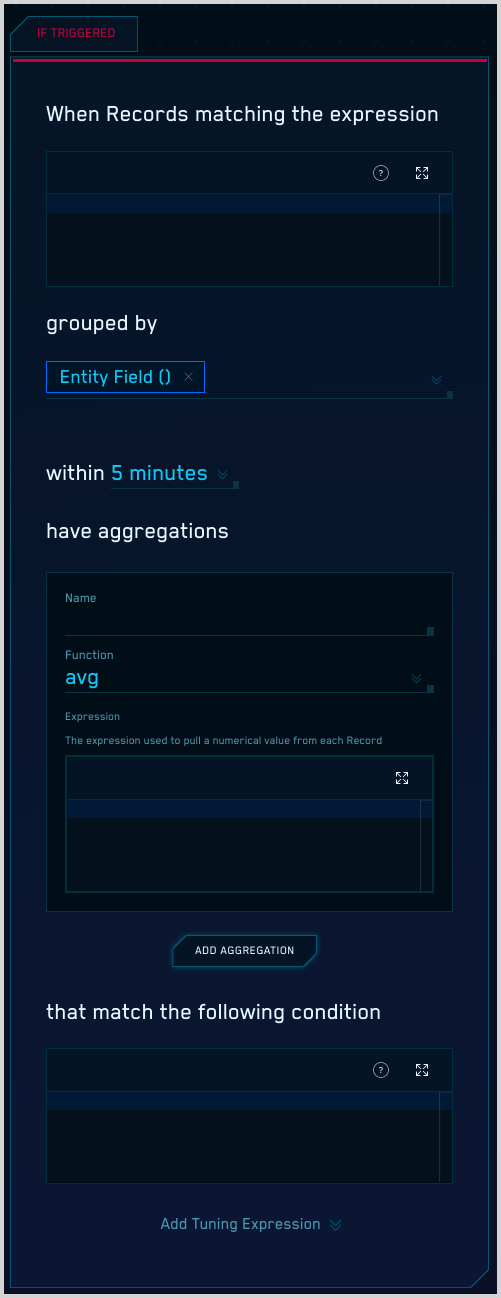 IF TRIGGERED
When Records matching the expression
?
grouped by
Entity Field () ×
within 5 minutes
have aggregations
Name
Function
avg
Expression
The expression used to pull a numerical value from each Record
ADD AGGREGATION
that match the following condition
?
Add Tuning Expression